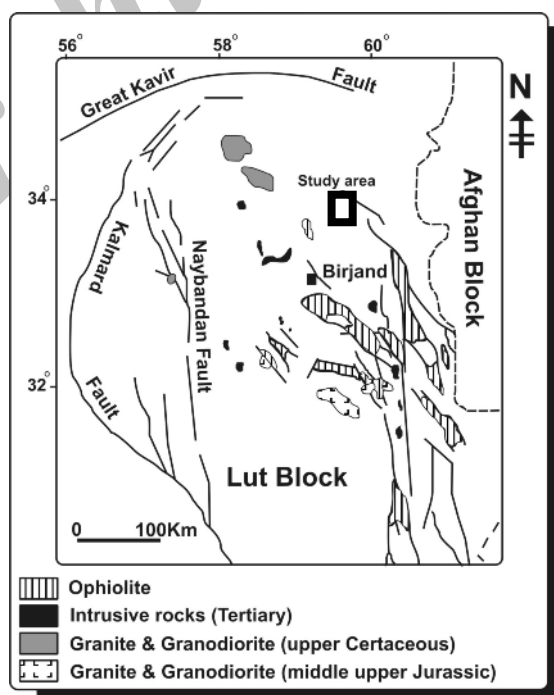 56°
58°
60°
Great Kavir
Fault
N
Study area
34°
Afghan Block
Kalmard
Naybandan Fault
Birjand
32°
Fault
Lut Block
0 100Km
Ophiolite
Intrusive rocks (Tertiary)
Granite & Granodiorite (upper Certaceous)
Granite & Granodiorite (middle upper Jurassic)